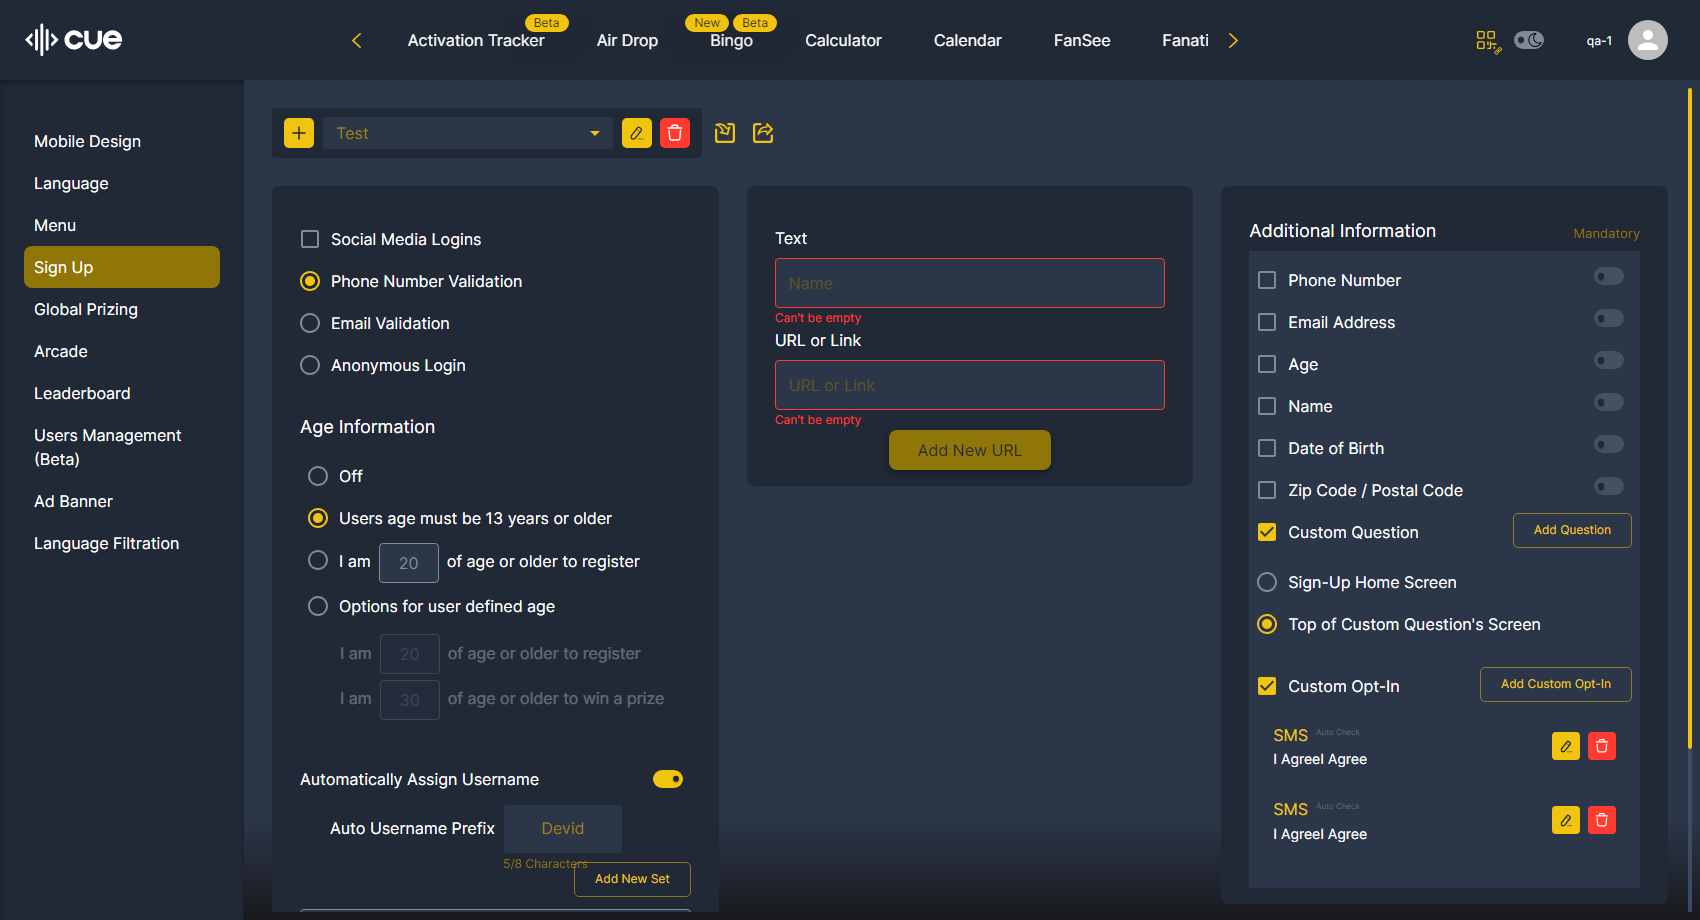 cue
Activation Tracker
Beta
Air Drop
New
Beta
Bingo
Calculator
Calendar
FanSee
Fanati
qa-1
Mobile Design
Language
Menu
Sign Up
Global Prizing
Arcade
Leaderboard
Users Management
(Beta)
Ad Banner
Language Filtration
Test
Social Media Logins
Phone Number Validation
Email Validation
Anonymous Login
Age Information
Off
Users age must be 13 years or older
I am 20 of age or older to register
Options for user defined age
I am 20 of age or older to register
I am 30 of age or older to win a prize
Automatically Assign Username
Auto Username Prefix Devid
5/8 Characters
Add New Set
Text
Name
Can't be empty
URL or Link
URL or Link
Can't be empty
Add New URL
Additional Information
Mandatory
Phone Number
Email Address
Age
Name
Date of Birth
Zip Code / Postal Code
Custom Question
Add Question
Sign-Up Home Screen
Top of Custom Question's Screen
Custom Opt-In
Add Custom Opt-In
SMS Auto Check
I AgreeI Agree
SMS Auto Check
I AgreeI Agree